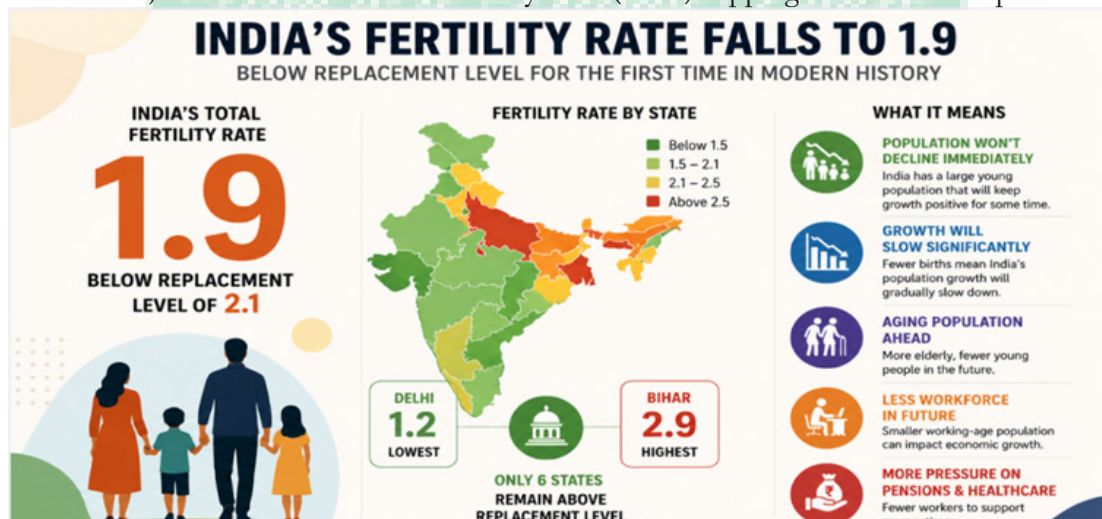 INDIA'S FERTILITY RATE FALLS TO 1.9
BELOW REPLACEMENT LEVEL FOR THE FIRST TIME IN MODERN HISTORY
INDIA'S TOTAL
FERTILITY RATE
1.9
BELOW REPLACEMENT
LEVEL OF 2.1
FERTILITY RATE BY STATE
Below 1.5
1.5 – 2.1
2.1 – 2.5
Above 2.5
DELHI
1.2
LOWEST
BIHAR
2.9
HIGHEST
ONLY 6 STATES
REMAIN ABOVE
REPLACEMENT LEVEL
WHAT IT MEANS
POPULATION WON'T
DECLINE IMMEDIATELY
India has a large young
population that will keep
growth positive for some time.
GROWTH WILL
SLOW SIGNIFICANTLY
Fewer births mean India's
population growth will
gradually slow down.
AGING POPULATION
AHEAD
More elderly, fewer young
people in the future.
LESS WORKFORCE
IN FUTURE
Smaller working-age population
can impact economic growth.
₹
MORE PRESSURE ON
PENSIONS & HEALTHCARE
Fewer workers to support